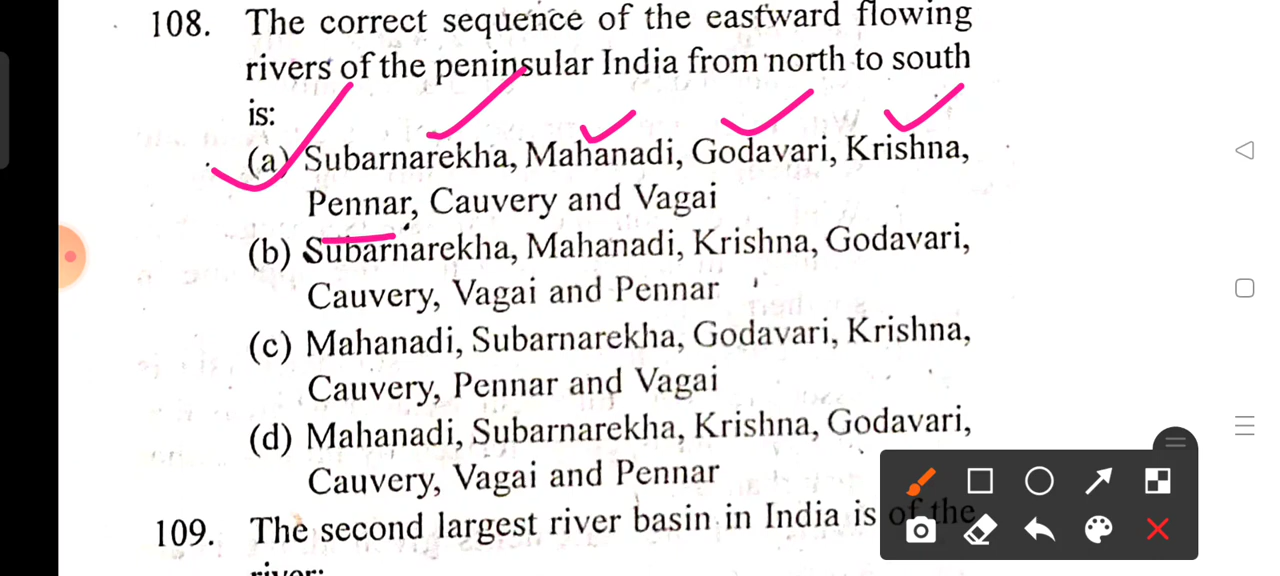 108. The correct sequence of the eastward flowing
rivers of the peninsular India from north to south
is:
(a) Subarnarekha, Mahanadi, Godavari, Krishna,
Pennar, Cauvery and Vagai
(b) Subarnarekha, Mahanadi, Krishna, Godavari,
Cauvery, Vagai and Pennar
(c) Mahanadi, Subarnarekha, Godavari, Krishna,
Cauvery, Pennar and Vagai
(d) Mahanadi, Subarnarekha, Krishna, Godavari,
Cauvery, Vagai and Pennar
109. The second largest river basin in India is of the
river: